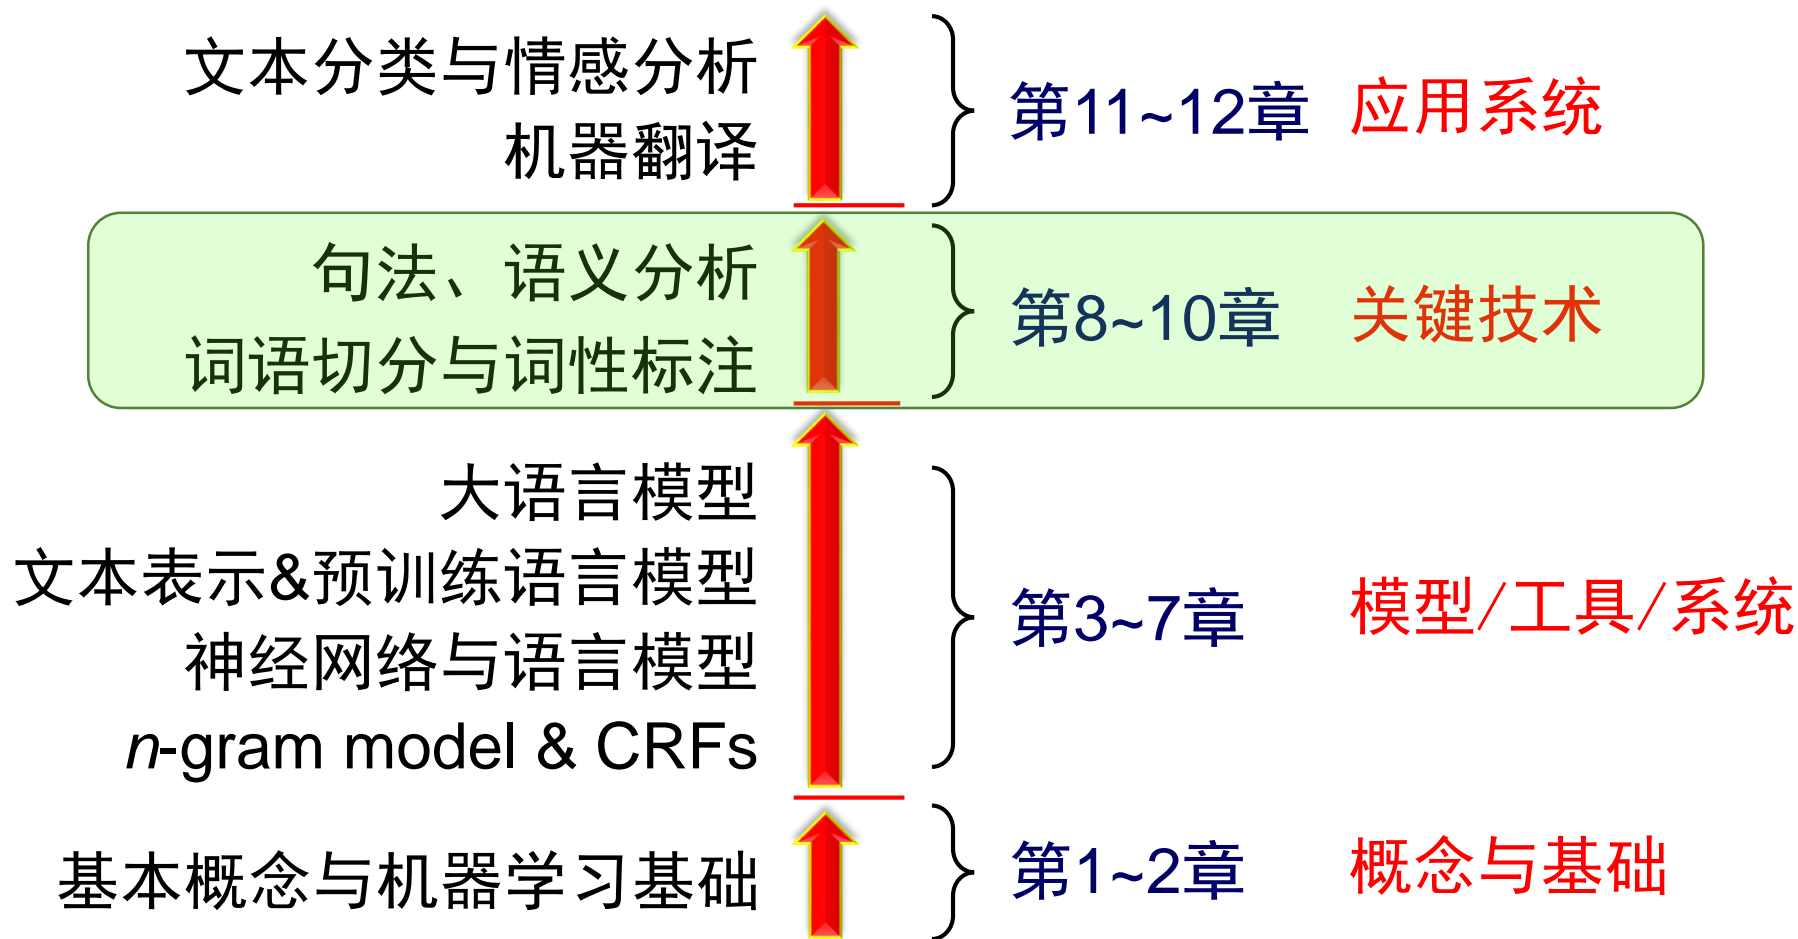 文本分类与情感分析
机器翻译
第11~12章 应用系统
句法、语义分析
词语切分与词性标注
第8~10章 关键技术
大语言模型
文本表示&预训练语言模型
神经网络与语言模型
n-gram model & CRFs
第3~7章 模型/工具/系统
基本概念与机器学习基础
第1~2章 概念与基础